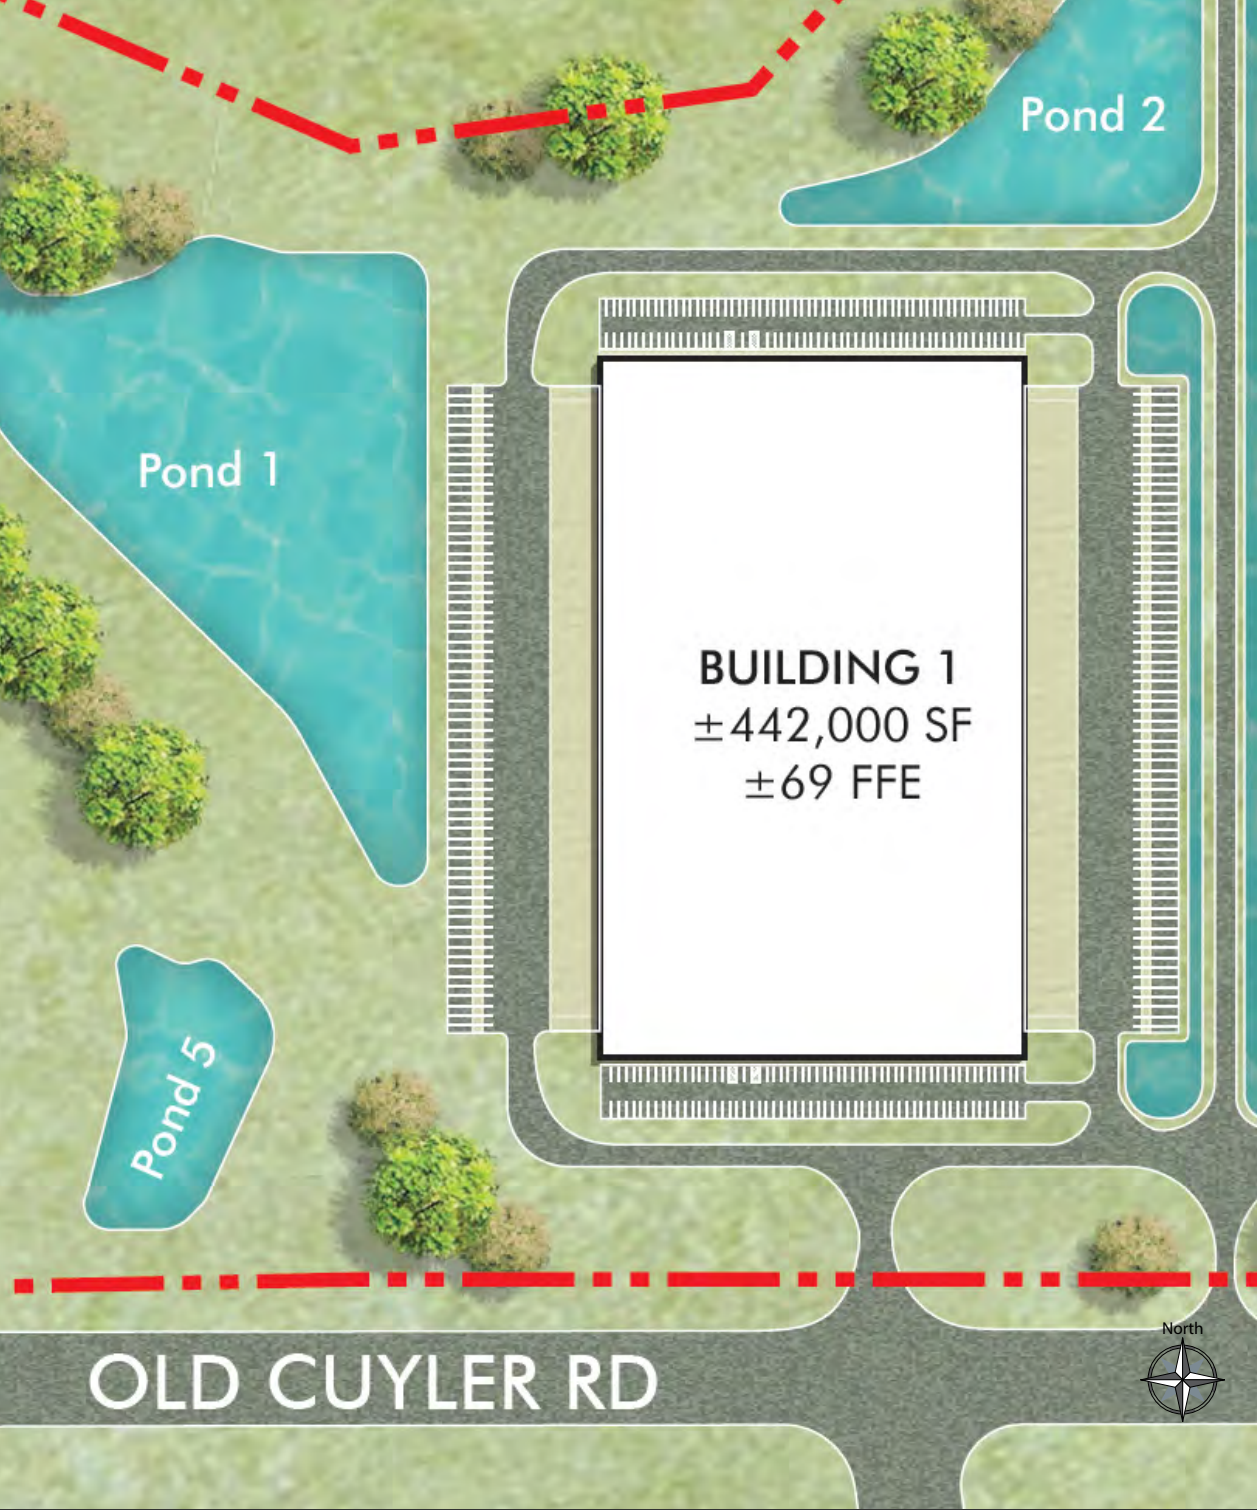 Pond 2
Pond 1
BUILDING 1
±442,000 SF
±69 FFE
Pond 5
North
OLD CUYLER RD